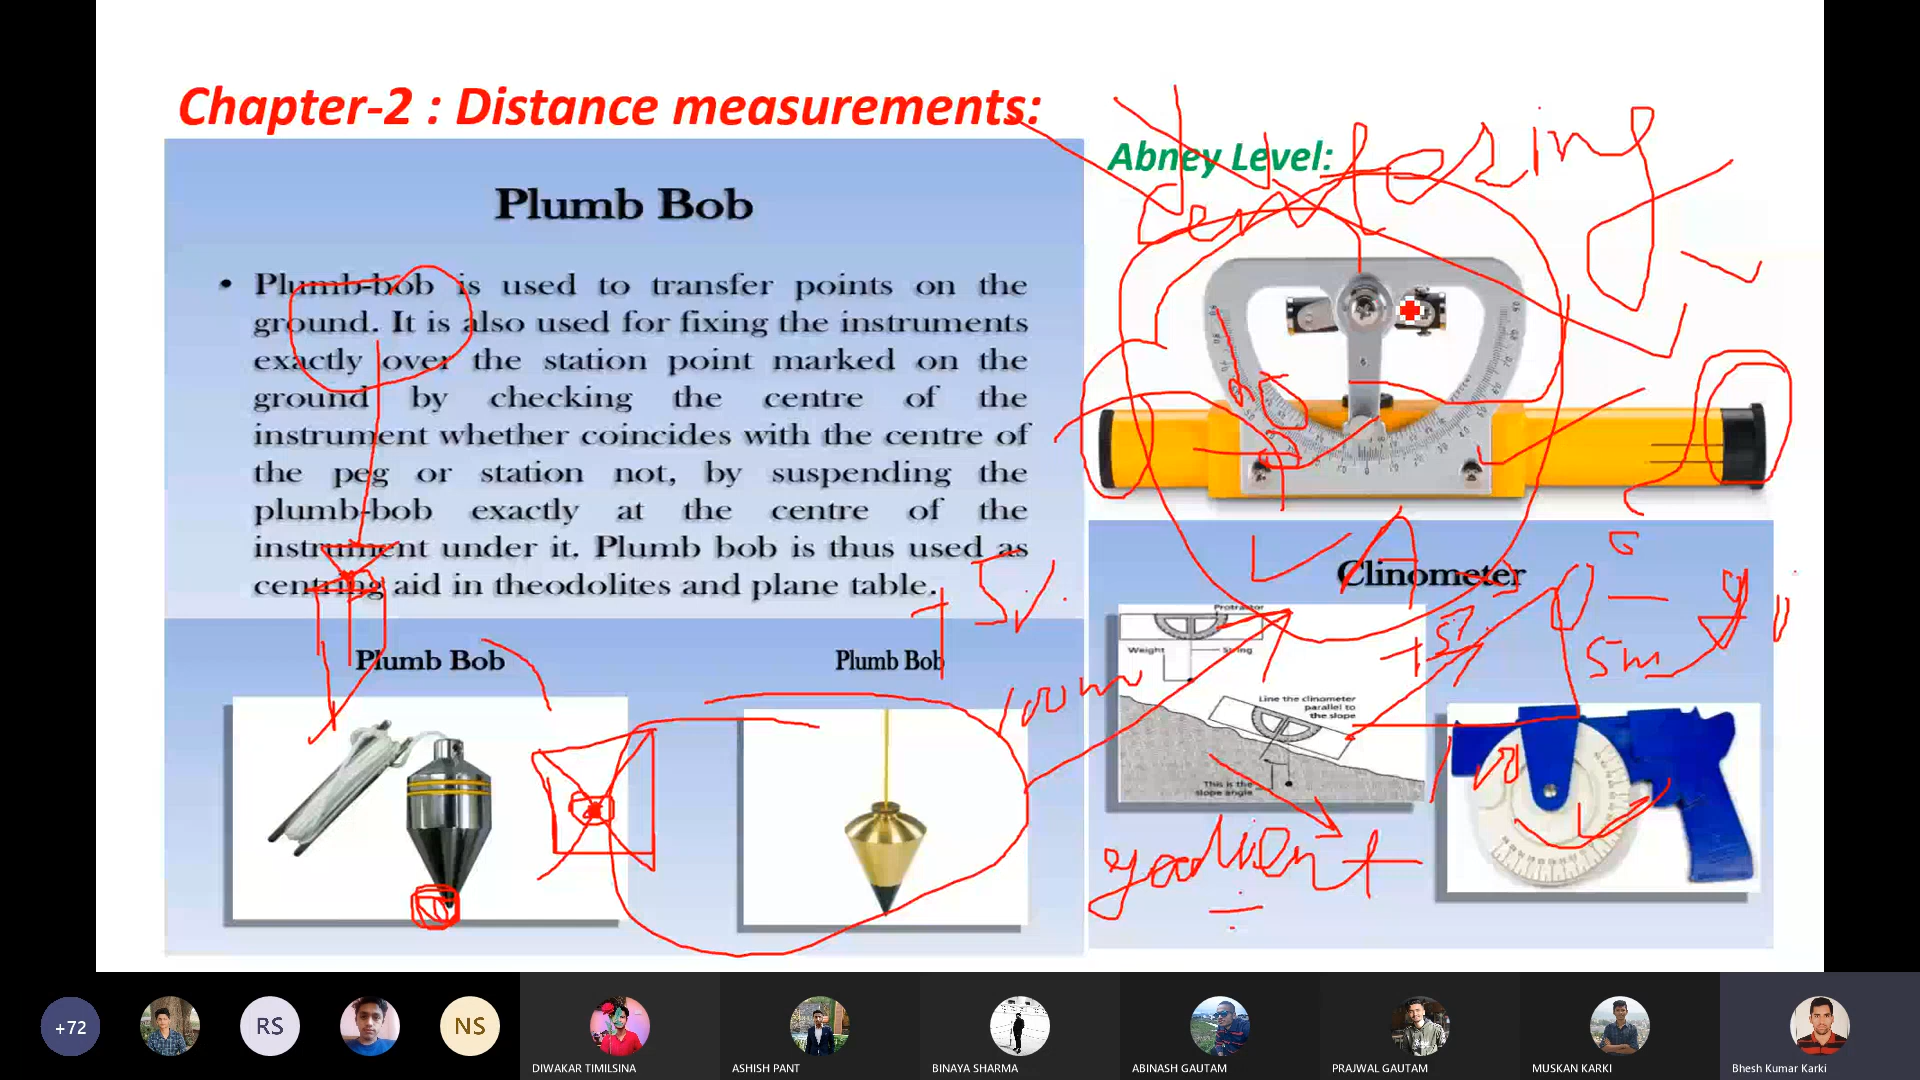 Chapter-2 : Distance measurements:
Plumb Bob
• Plumb-bob is used to transfer points on the
ground. It is also used for fixing the instruments
exactly over the station point marked on the
ground by checking the centre of the
instrument whether coincides with the centre of
the peg or station not, by suspending the
plumb-bob exactly at the centre of the
instrument under it. Plumb bob is thus used as
centring aid in theodolites and plane table.
Plumb Bob
Plumb Bob
+5%
100m
Abney Level:
Clinometer
Protractor
Weight
String
Line the clinometer
parallel to
the slope
This is the
slope angle
+5%
5m
100
gradient
+72
RS
NS
DIWAKAR TIMILSINA
ASHISH PANT
BINAYA SHARMA
ABINASH GAUTAM
PRAJWAL GAUTAM
MUSKAN KARKI
Bhesh Kumar Karki